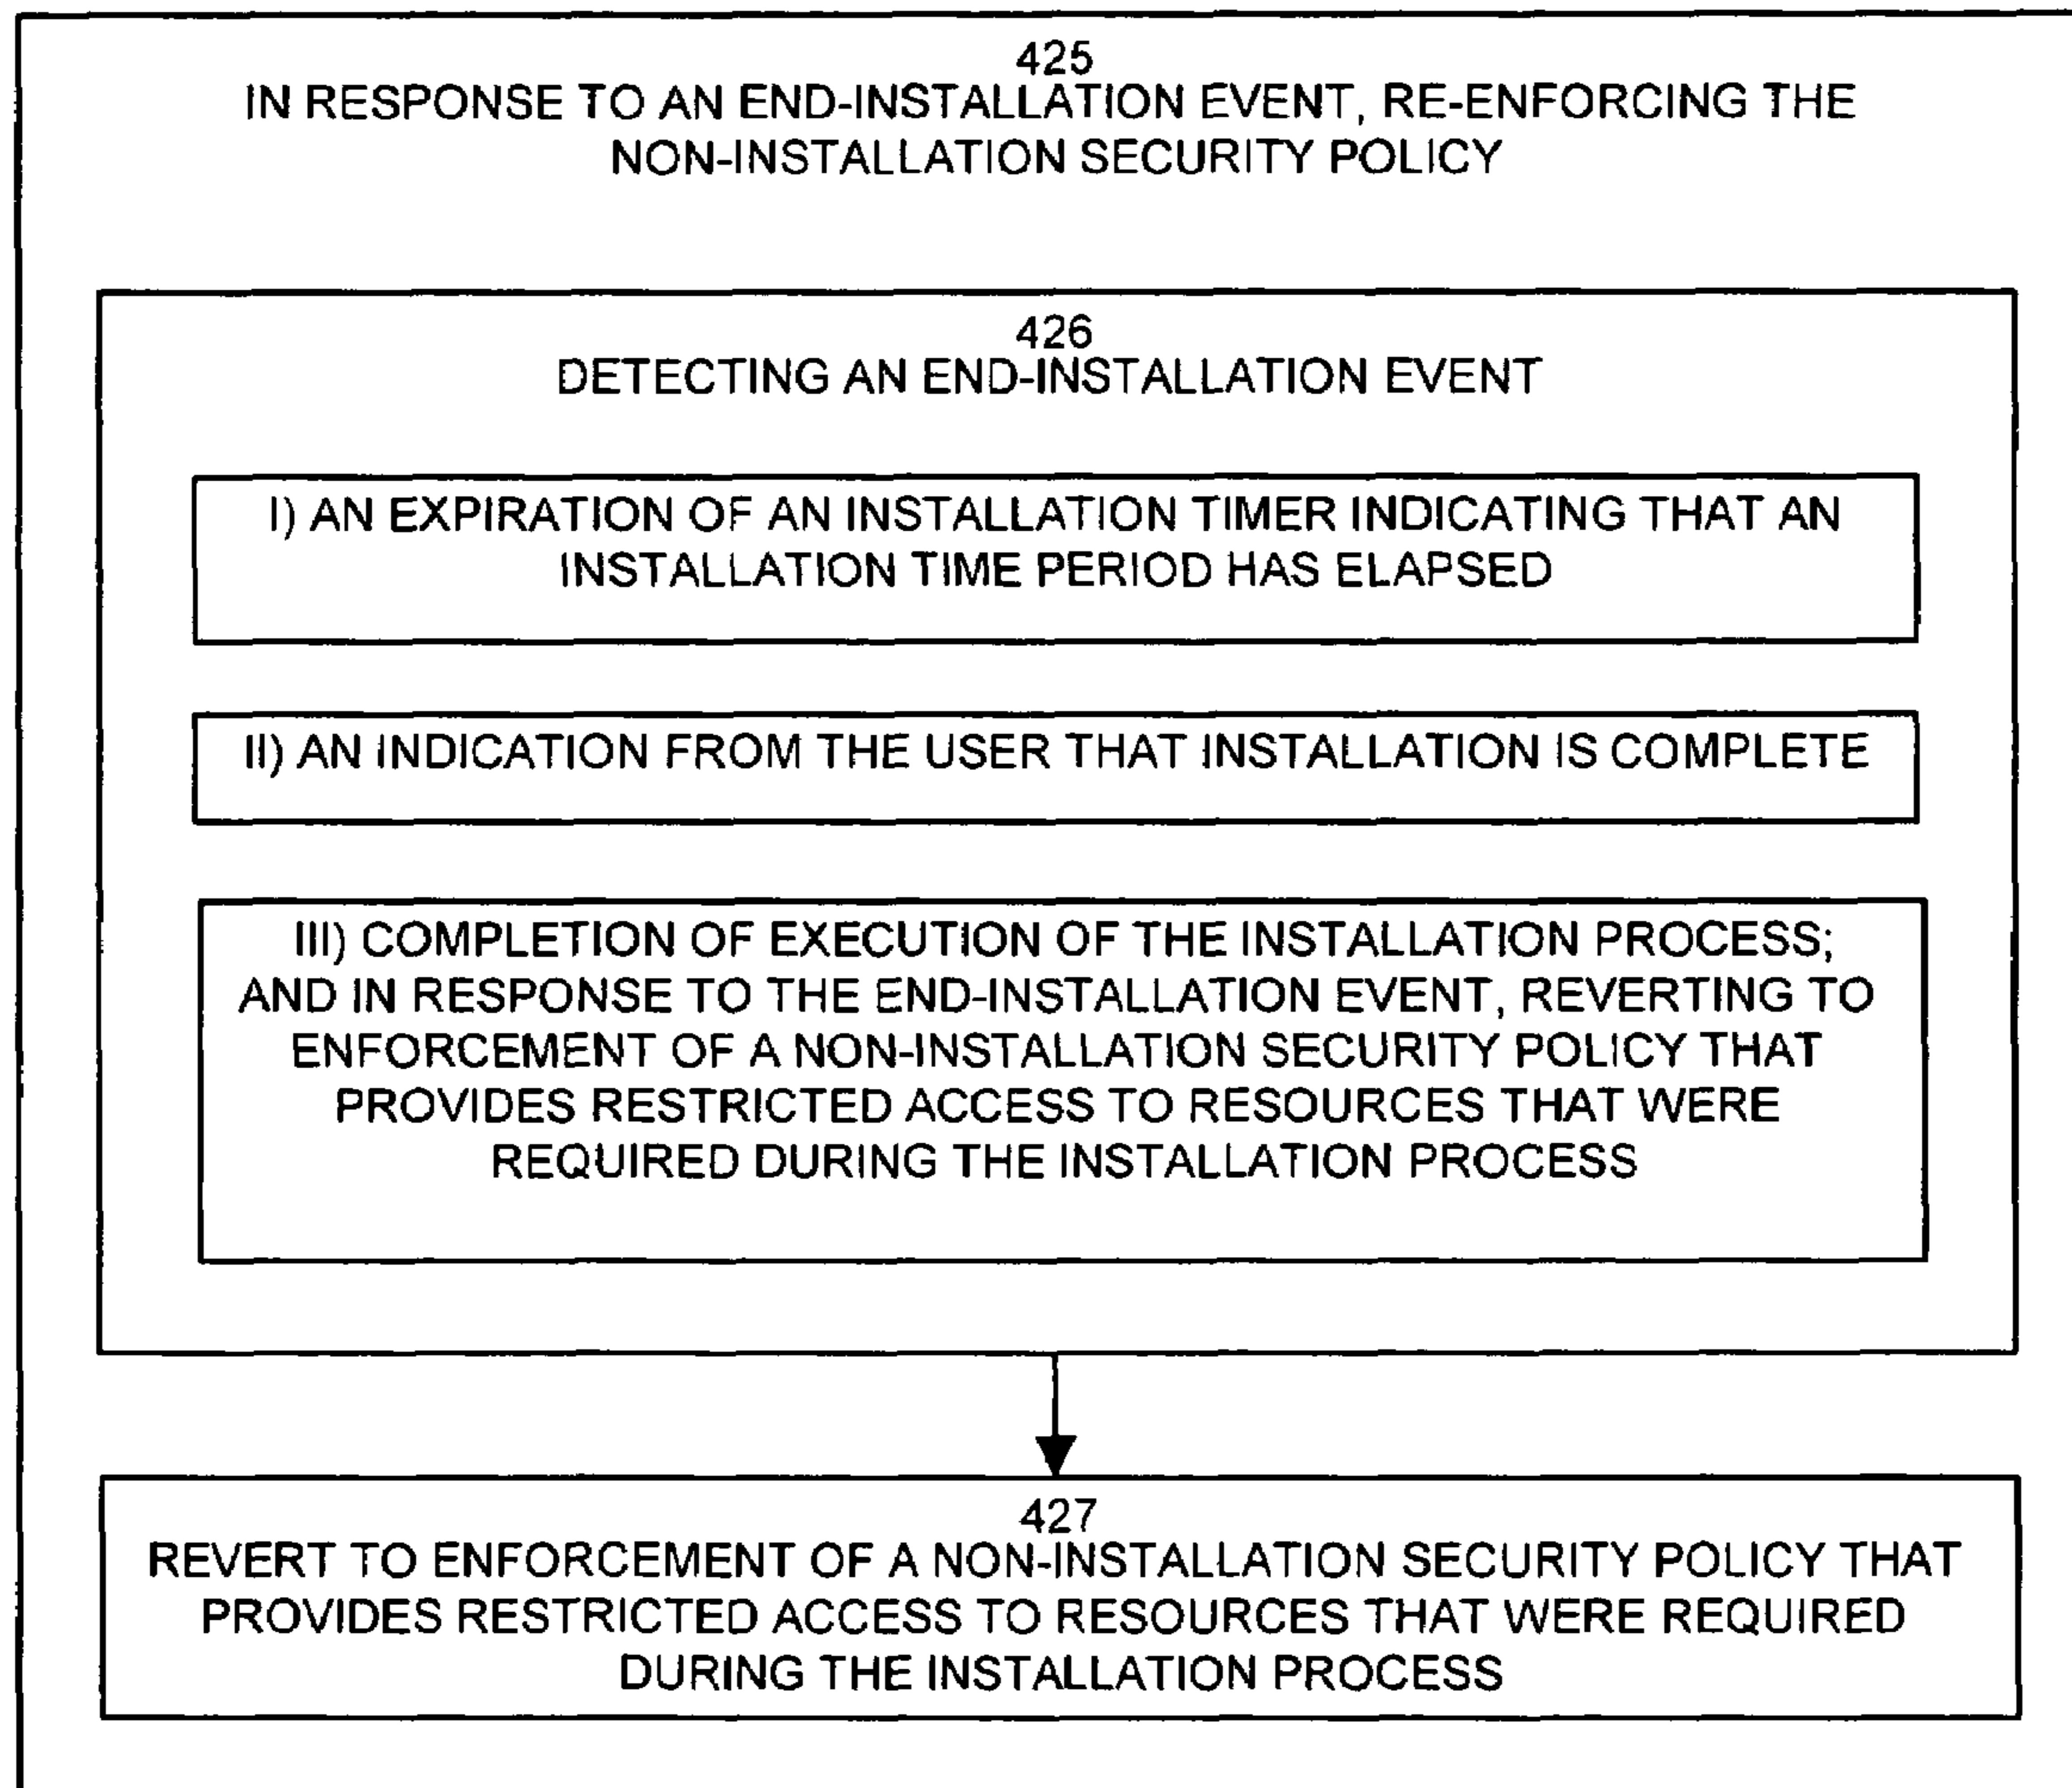 425
IN RESPONSE TO AN END-INSTALLATION EVENT, RE-ENFORCING THE
NON-INSTALLATION SECURITY POLICY
426
DETECTING AN END-INSTALLATION EVENT
I) AN EXPIRATION OF AN INSTALLATION TIMER INDICATING THAT AN
INSTALLATION TIME PERIOD HAS ELAPSED
II) AN INDICATION FROM THE USER THAT INSTALLATION IS COMPLETE
III) COMPLETION OF EXECUTION OF THE INSTALLATION PROCESS;
AND IN RESPONSE TO THE END-INSTALLATION EVENT, REVERTING TO
ENFORCEMENT OF A NON-INSTALLATION SECURITY POLICY THAT
PROVIDES RESTRICTED ACCESS TO RESOURCES THAT WERE
REQUIRED DURING THE INSTALLATION PROCESS
427
REVERT TO ENFORCEMENT OF A NON-INSTALLATION SECURITY POLICY THAT
PROVIDES RESTRICTED ACCESS TO RESOURCES THAT WERE REQUIRED
DURING THE INSTALLATION PROCESS